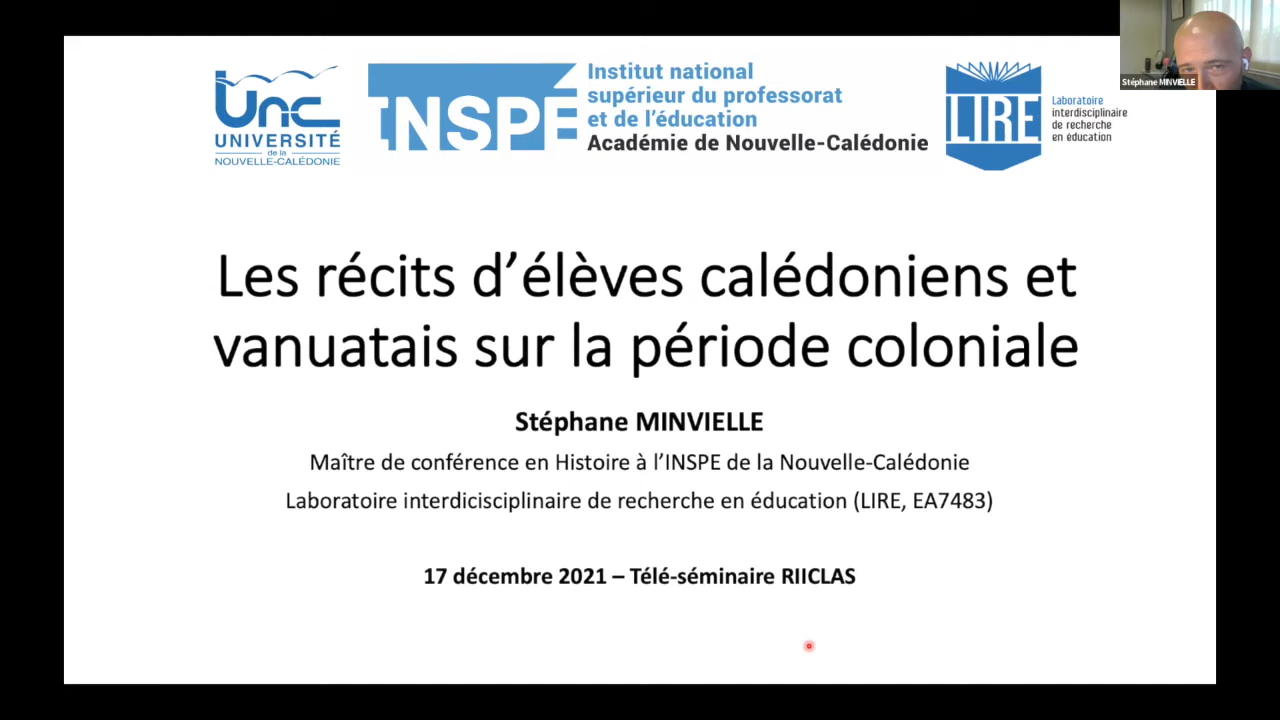 Unc
UNIVERSITÉ
de la
NOUVELLE-CALÉDONIE
INSPÉ
Institut national
supérieur du professorat
et de l'éducation
Académie de Nouvelle-Calédonie
LIRE
Laboratoire
interdisciplinaire
de recherche
en éducation
Stéphane MINVIELLE
Les récits d'élèves calédoniens et
vanuatais sur la période coloniale
Stéphane MINVIELLE
Maître de conférence en Histoire à l'INSPE de la Nouvelle-Calédonie
Laboratoire interdicisciplinaire de recherche en éducation (LIRE, EA7483)
17 décembre 2021 – Télé-séminaire RIICLAS